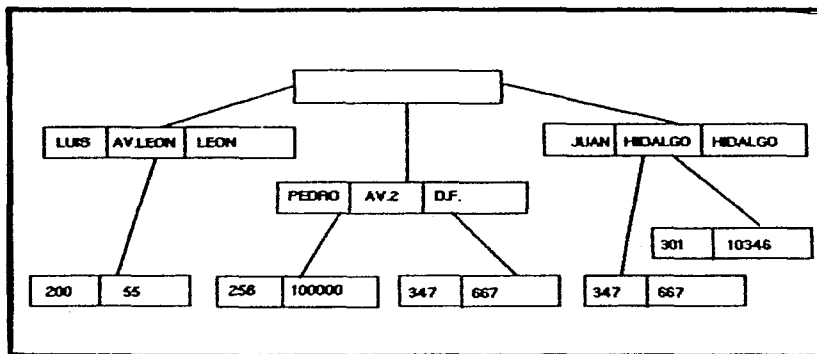 LUIS AV.LEON LEON
JUAN HIDALGO HIDALGO
PEDRO AV.2 D.F.
301 10346
200 55
256 100000
347 667
347 667